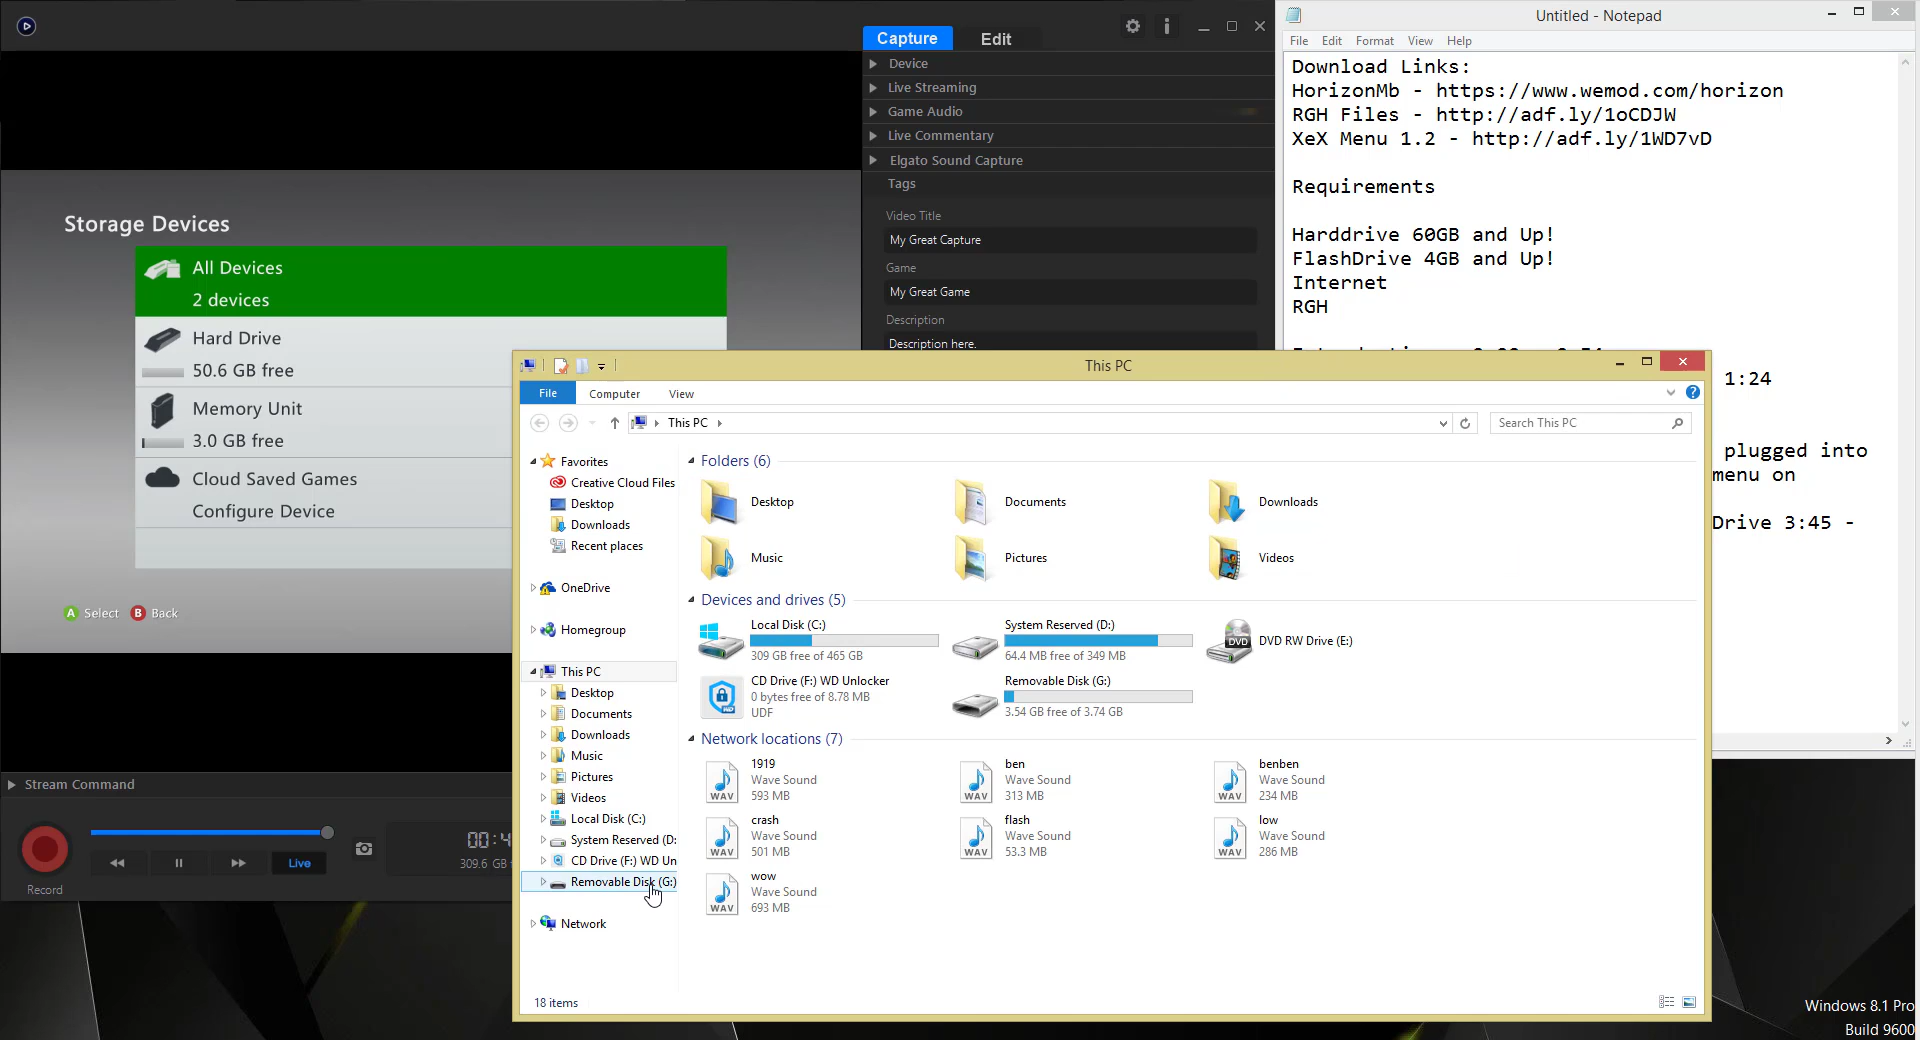 Capture
Edit
Device
Live Streaming
Game Audio
Live Commentary
Elgato Sound Capture
Tags
Video Title
My Great Capture
Game
My Great Game
Description
Description here.
Storage Devices
All Devices
2 devices
Hard Drive
50.6 GB free
Memory Unit
3.0 GB free
Cloud Saved Games
Configure Device
A Select B Back
Stream Command
309.6 GB
Live
Record
Untitled - Notepad
File Edit Format View Help
Download Links:
HorizonMb - https://www.wemod.com/horizon
RGH Files - http://adf.ly/1oCDJW
XeX Menu 1.2 - http://adf.ly/1WD7vD
Requirements
Harddrive 60GB and Up!
FlashDrive 4GB and Up!
Internet
RGH
1:24
plugged into
menu on
Drive 3:45 -
This PC
File Computer View
This PC
Search This PC
Favorites
Creative Cloud Files
Desktop
Downloads
Recent places
OneDrive
Homegroup
This PC
Desktop
Documents
Downloads
Music
Pictures
Videos
Local Disk (C:)
System Reserved (D:
CD Drive (F:) WD Un
Removable Disk (G:)
Network
Folders (6)
Desktop
Documents
Downloads
Music
Pictures
Videos
Devices and drives (5)
Local Disk (C:)
309 GB free of 465 GB
System Reserved (D:)
64.4 MB free of 349 MB
DVD
DVD RW Drive (E:)
CD Drive (F:) WD Unlocker
0 bytes free of 8.78 MB
UDF
Removable Disk (G:)
3.54 GB free of 3.74 GB
Network locations (7)
WAV
1919
Wave Sound
593 MB
WAV
ben
Wave Sound
313 MB
WAV
benben
Wave Sound
234 MB
WAV
crash
Wave Sound
501 MB
WAV
flash
Wave Sound
53.3 MB
WAV
low
Wave Sound
286 MB
WAV
wow
Wave Sound
693 MB
18 items
Windows 8.1 Pro
Build 9600